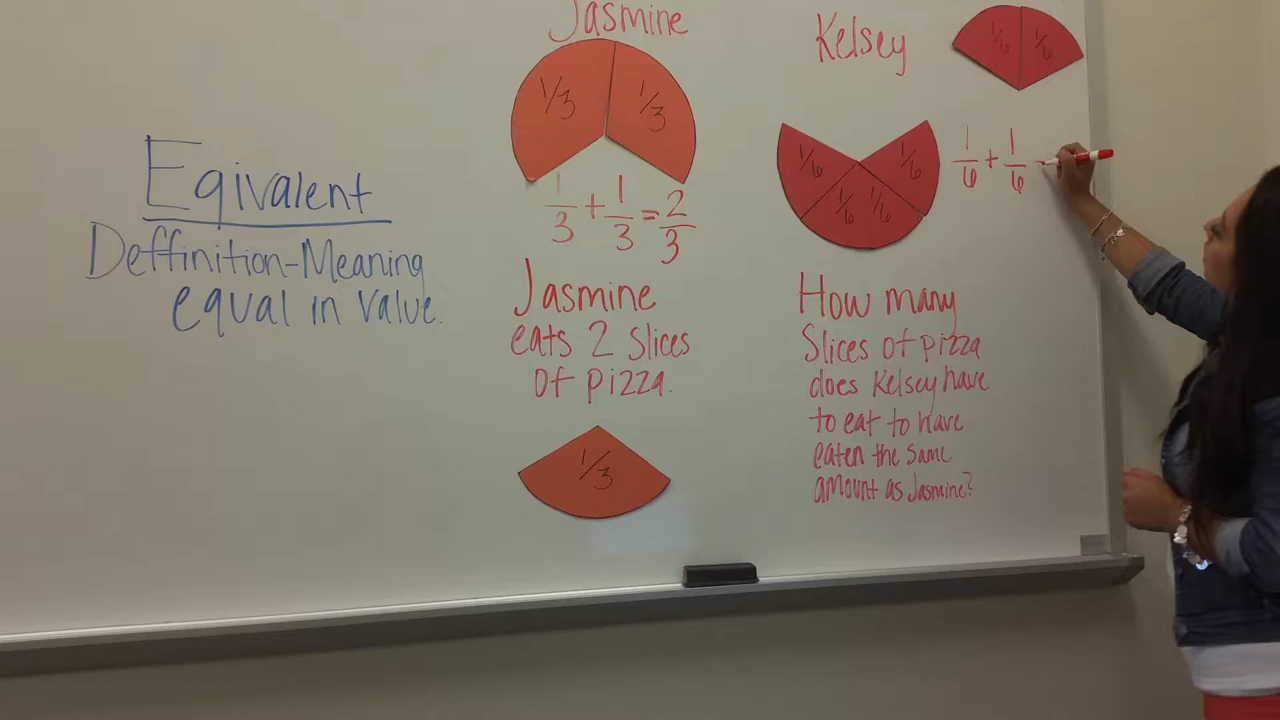 Eqivalent
Deffinition-Meaning
equal in value.
Jasmine
1/3 1/3
1/3 + 1/3 = 2/3
Jasmine
eats 2 slices
of pizza.
1/3
Kelsey
1/6 1/6
1/6 1/6
1/6 1/6
1/6 + 1/6 -
How many
Slices of pizza
does Kelsey have
to eat to have
eaten the same
amount as Jasmine?